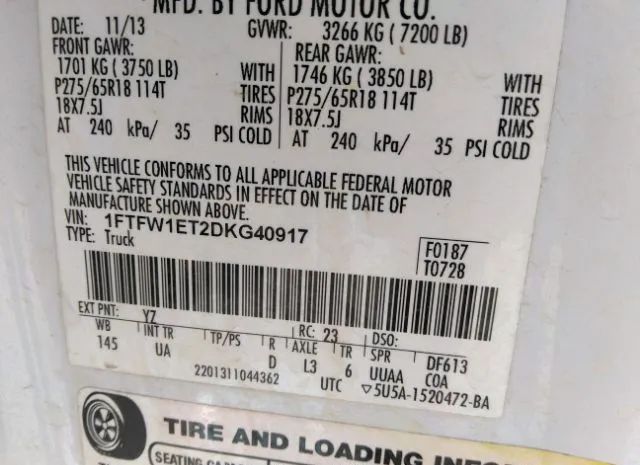 MFD. BY FORD MOTOR CO.
DATE: 11/13 GVWR: 3266 KG ( 7200 LB)
FRONT GAWR: REAR GAWR:
1701 KG ( 3750 LB) WITH 1746 KG ( 3850 LB) WITH
P275/65R18 114T TIRES P275/65R18 114T TIRES
18X7.5J RIMS 18X7.5J RIMS
AT 240 kPa/ 35 PSI COLD AT 240 kPa/ 35 PSI COLD
THIS VEHICLE CONFORMS TO ALL APPLICABLE FEDERAL MOTOR
VEHICLE SAFETY STANDARDS IN EFFECT ON THE DATE OF
MANUFACTURE SHOWN ABOVE.
VIN: 1FTFW1ET2DKG40917
TYPE: Truck
F0187
T0728
EXT PNT: YZ RC: 23 DSO:
WB INT TR TP/PS R AXLE TR SPR DF613
145 UA D L3 6 UUAA COA
2201311044362 UTC ▽5U5A-1520472-BA
TIRE AND LOADING
SEATING